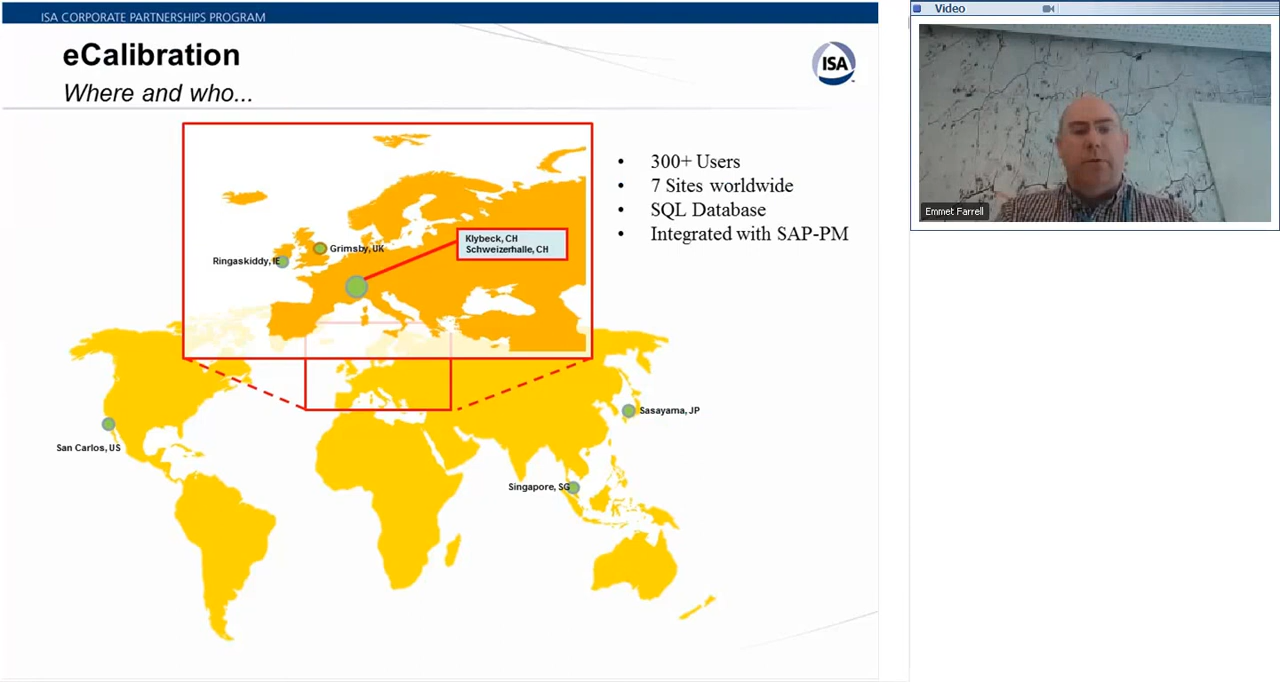 ISA CORPORATE PARTNERSHIPS PROGRAM
eCalibration
Where and who...
ISA
• 300+ Users
• 7 Sites worldwide
• SQL Database
• Integrated with SAP-PM
Klybeck, CH
Schweizerhalle, CH
Grimsby, UK
Ringaskiddy, IE
Sasayama, JP
San Carlos, US
Singapore, SG
Video
Emmet Farrell